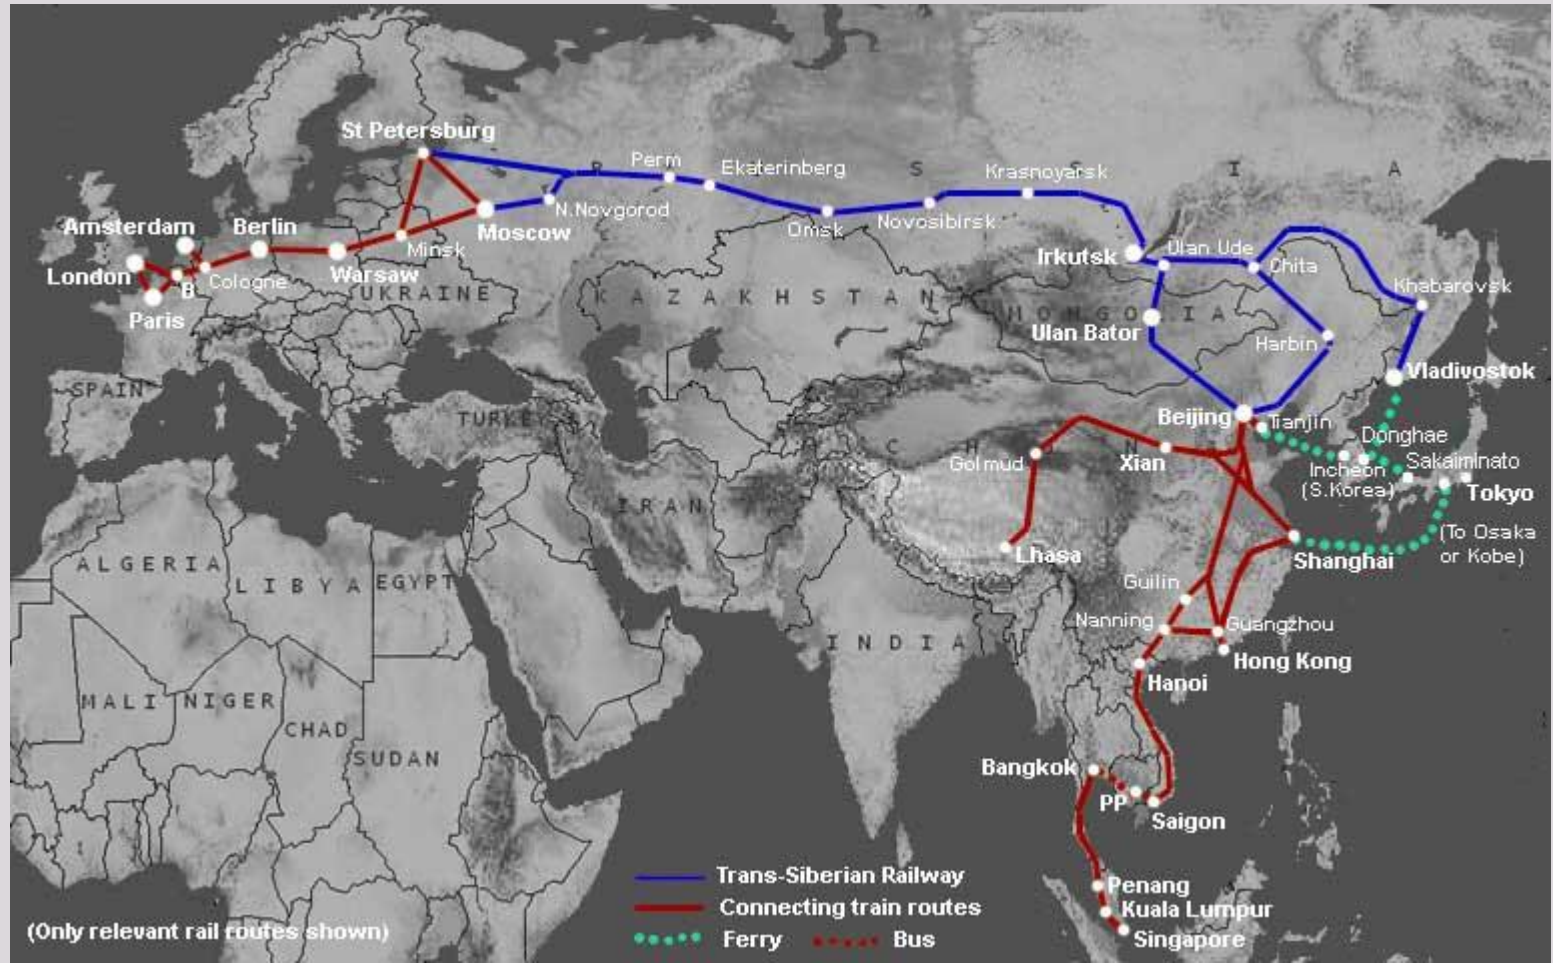 St Petersburg
R U S S I A
Perm
Ekaterinberg
Krasnoyarsk
N.Novgorod
Novosibirsk
Omsk
Amsterdam
Berlin
Moscow
Minsk
London
Warsaw
B
Cologne
Paris
UKRAINE
KAZAKHSTAN
Irkutsk
Ulan Ude
Chita
Khabarovsk
MONGOLIA
Ulan Bator
Harbin
Vladivostok
SPAIN
TURKEY
Beijing
Tianjin
Donghae
C H N
Golmud
Xian
Incheon
(S.Korea)
Sakaiminato
Tokyo
IRAN
(To Osaka
or Kobe)
Lhasa
Shanghai
ALGERIA
LIBYA
EGYPT
Guilin
Nanning
Guangzhou
INDIA
Hong Kong
Hanoi
MALI
NIGER
CHAD
SUDAN
Bangkok
PP
Saigon
Penang
Kuala Lumpur
Singapore
Trans-Siberian Railway
Connecting train routes
Ferry
Bus
(Only relevant rail routes shown)